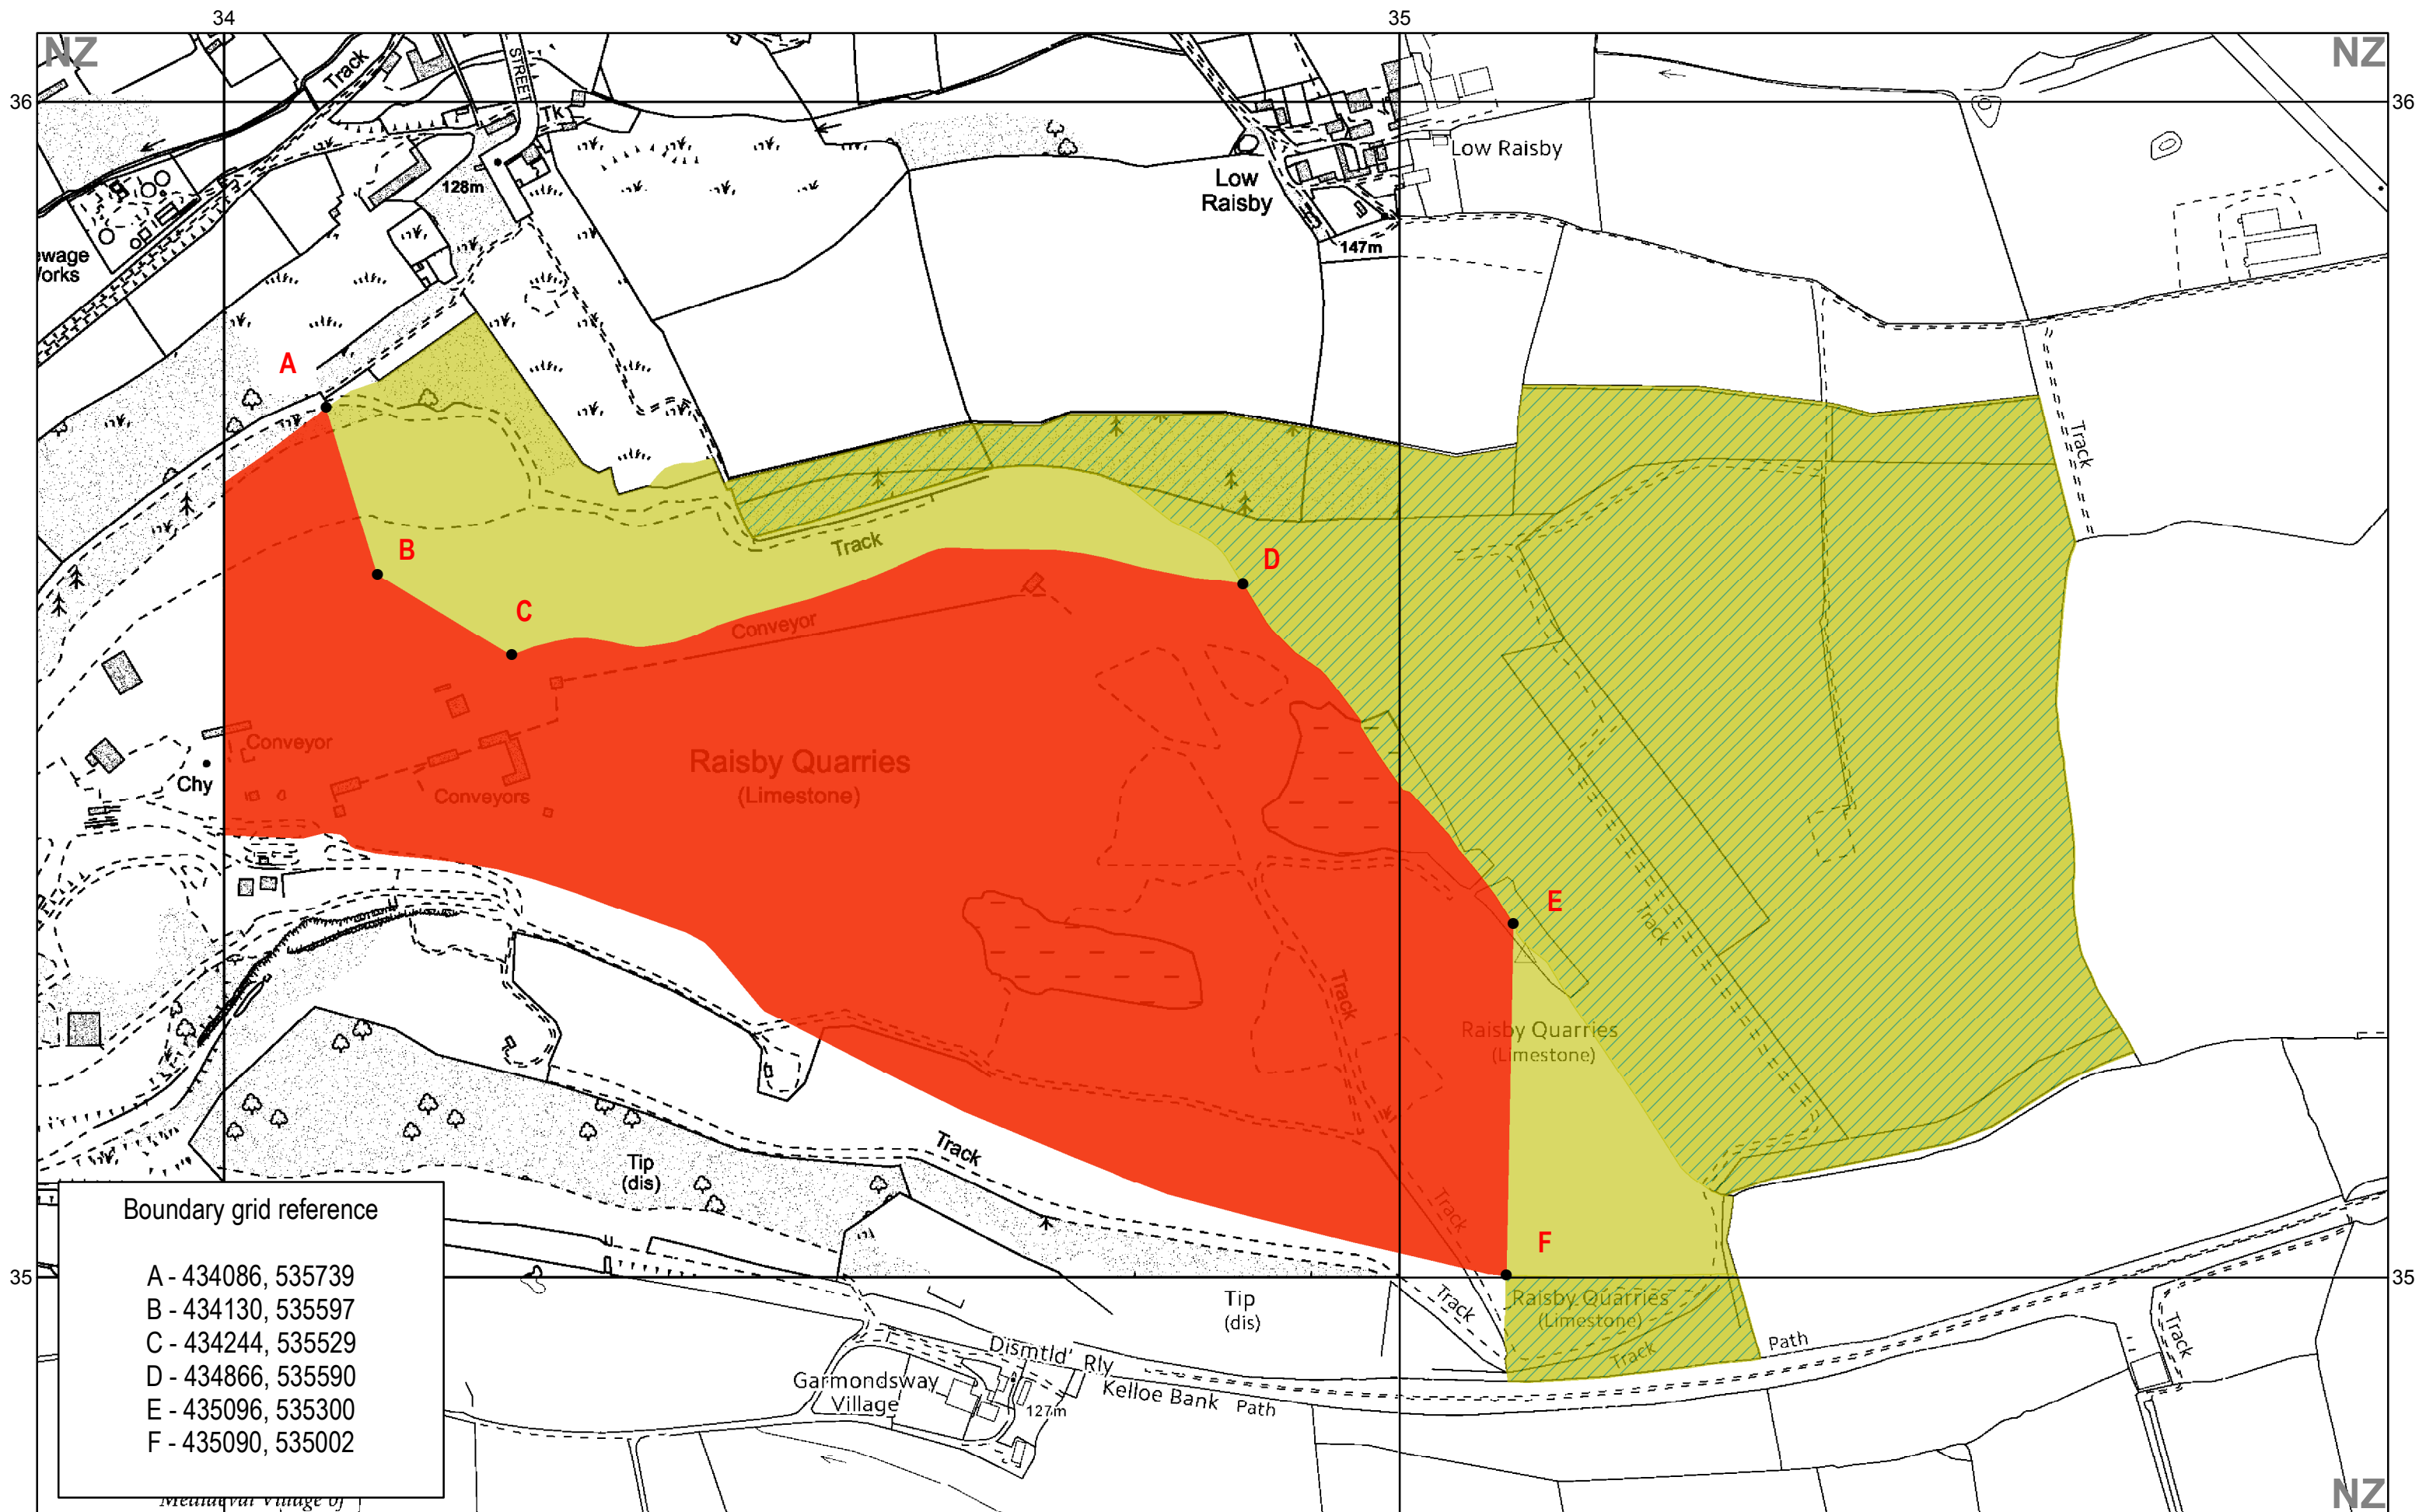 34
35
NZ
NZ
Track
STREET
36
36
Tk
Low Raisby
128m
Low
Raisby
147m
ewage
orks
A
Track
B
D
Track
C
Conveyor
Conveyor
Raisby Quarries
(Limestone)
Chy
Conveyors
E
Track
Track
Raisby Quarries
(Limestone)
Track
Tip
(dis)
Track
F
Boundary grid reference
A - 434086, 535739
B - 434130, 535597
C - 434244, 535529
D - 434866, 535590
E - 435096, 535300
F - 435090, 535002
35
35
Tip
(dis)
Track
Raisby Quarries
(Limestone)
Track
Path
Track
Dismtld' Rly
Garmondsway
Village
Kelloe Bank Path
127m
Village of
NZ